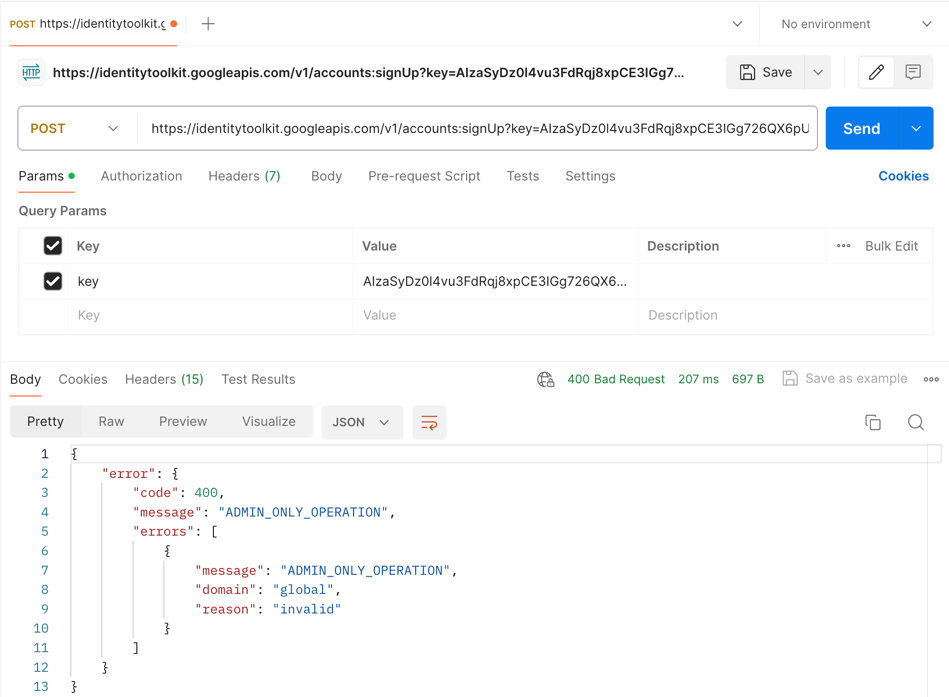 POST https://identitytoolkit.g
No environment
HTTP https://identitytoolkit.googleapis.com/v1/accounts:signUp?key=AIzaSyDz0l4vu3FdRqj8xpCE3IGg7...
Save
POST https://identitytoolkit.googleapis.com/v1/accounts:signUp?key=AIzaSyDz0l4vu3FdRqj8xpCE3IGg726QX6pU
Send
Params Authorization Headers (7) Body Pre-request Script Tests Settings Cookies
Query Params
Key Value Description ••• Bulk Edit
key AIzaSyDz0l4vu3FdRqj8xpCE3IGg726QX6...
Key Value Description
Body Cookies Headers (15) Test Results 400 Bad Request 207 ms 697 B Save as example
Pretty Raw Preview Visualize JSON
1 {
2 "error": {
3 "code": 400,
4 "message": "ADMIN_ONLY_OPERATION",
5 "errors": [
6 {
7 "message": "ADMIN_ONLY_OPERATION",
8 "domain": "global",
9 "reason": "invalid"
10 }
11 ]
12 }
13 }